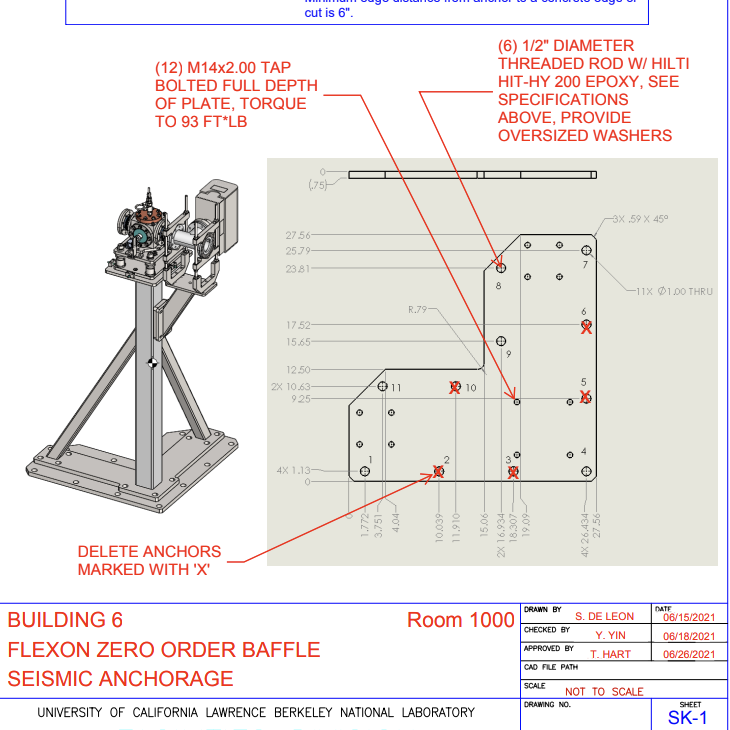 Minimum edge distance from anchor to a concrete edge or
cut is 6".
(12) M14x2.00 TAP
BOLTED FULL DEPTH
OF PLATE, TORQUE
TO 93 FT*LB
(6) 1/2" DIAMETER
THREADED ROD W/ HILTI
HIT-HY 200 EPOXY, SEE
SPECIFICATIONS
ABOVE, PROVIDE
OVERSIZED WASHERS
0
(.75)
27.56
25.79
23.81
17.52
15.65
12.50
2X 10.63
9.25
4X 1.13
0
R.79
3X .59 X 45°
11X Ø1.00 THRU
7
8
6
X
9
5
X
11
X 10
1
X 2
X 3
4
0
1.772
3.751
4.04
10.039
11.910
15.06
2X 16.934
18.307
19.09
4X 26.434
27.56
DELETE ANCHORS
MARKED WITH 'X'
BUILDING 6
Room 1000
FLEXON ZERO ORDER BAFFLE
SEISMIC ANCHORAGE
UNIVERSITY OF CALIFORNIA LAWRENCE BERKELEY NATIONAL LABORATORY
DRAWN BY S. DE LEON DATE 06/15/2021
CHECKED BY Y. YIN 06/18/2021
APPROVED BY T. HART 06/26/2021
CAD FILE PATH
SCALE NOT TO SCALE
DRAWING NO.
SHEET
SK-1